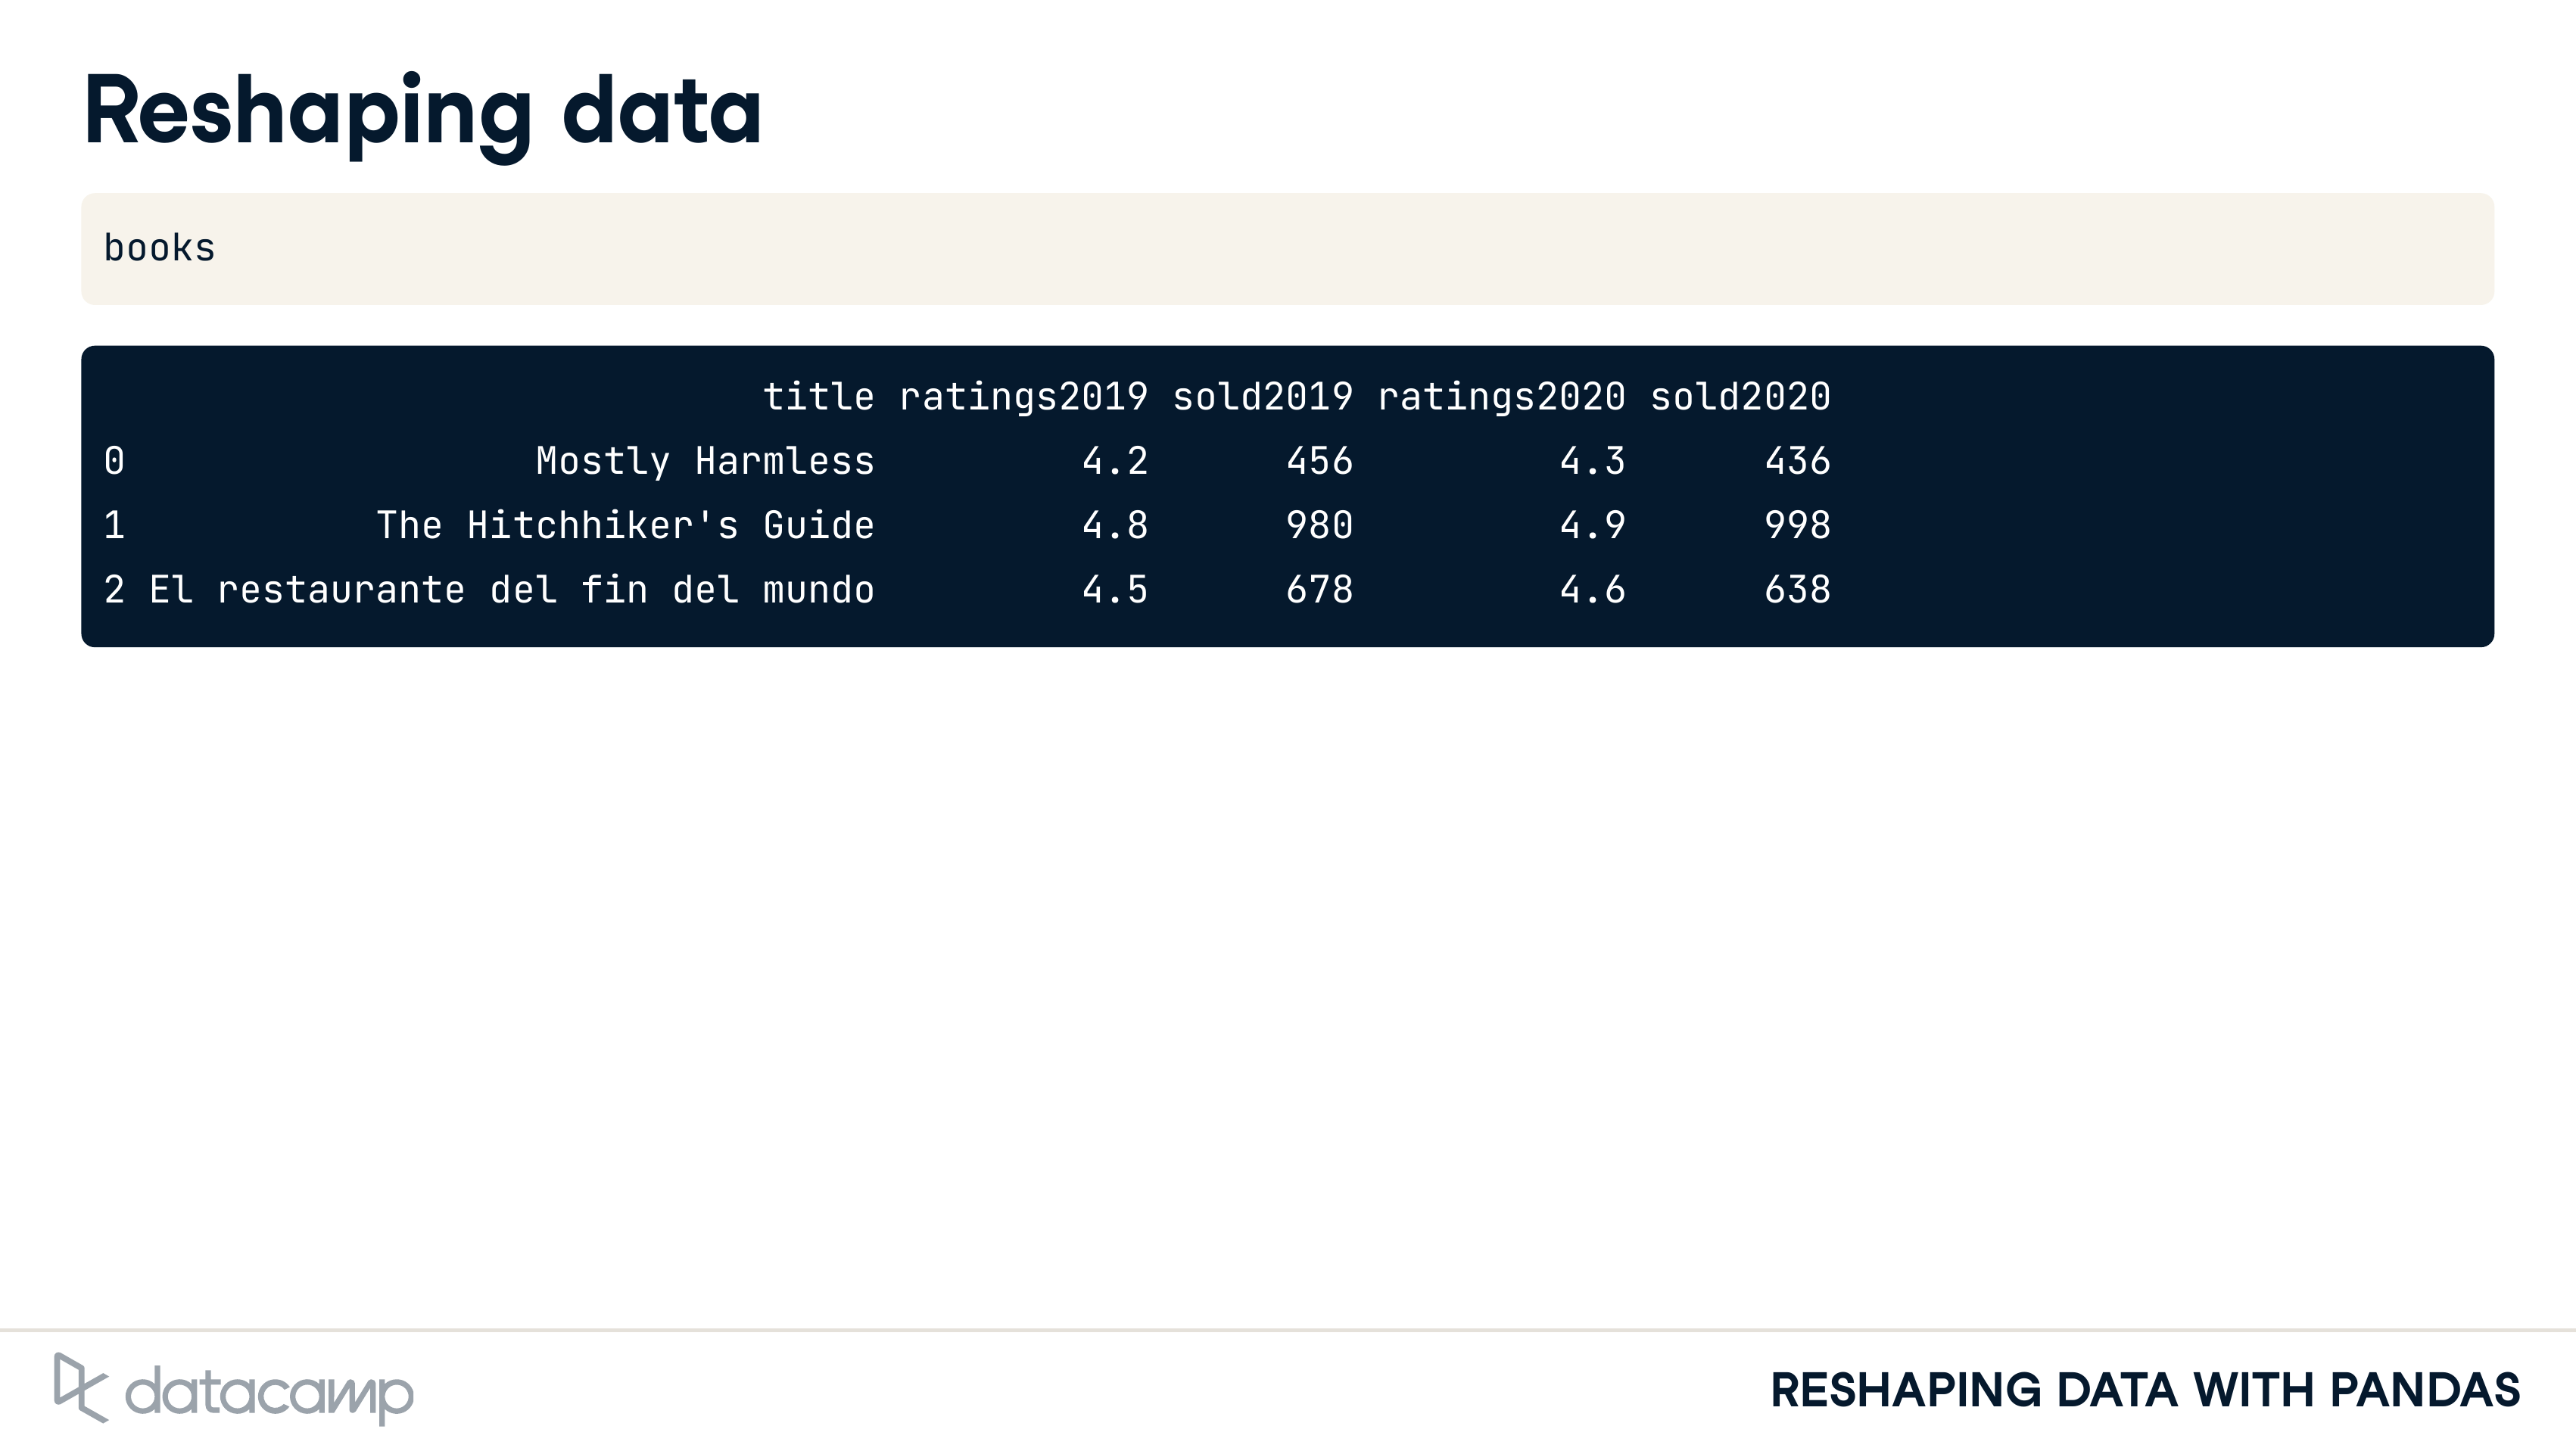 Reshaping data
books
title ratings2019 sold2019 ratings2020 sold2020
0 Mostly Harmless 4.2 456 4.3 436
1 The Hitchhiker's Guide 4.8 980 4.9 998
2 El restaurante del fin del mundo 4.5 678 4.6 638
datacamp
RESHAPING DATA WITH PANDAS